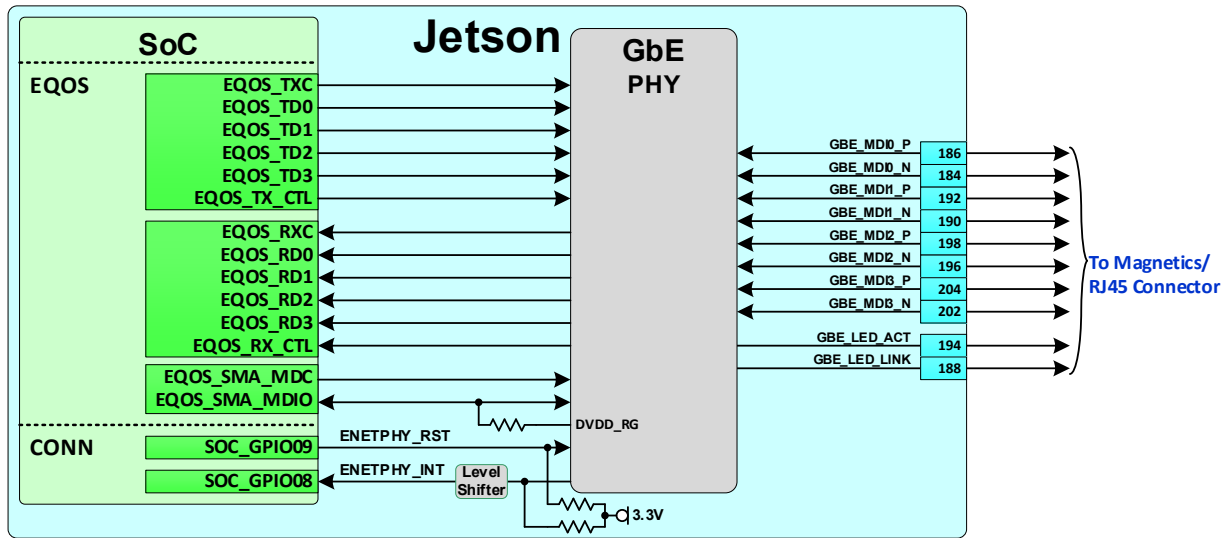 Jetson
SoC
GbE
PHY
EQOS
EQOS_TXC
EQOS_TD0
EQOS_TD1
EQOS_TD2
EQOS_TD3
EQOS_TX_CTL
EQOS_RXC
EQOS_RD0
EQOS_RD1
EQOS_RD2
EQOS_RD3
EQOS_RX_CTL
EQOS_SMA_MDC
EQOS_SMA_MDIO
DVDD_RG
CONN
SOC_GPIO09
ENETPHY_RST
SOC_GPIO08
ENETPHY_INT
Level
Shifter
3.3V
GBE_MDI0_P 186
GBE_MDI0_N 184
GBE_MDI1_P 192
GBE_MDI1_N 190
GBE_MDI2_P 198
GBE_MDI2_N 196
GBE_MDI3_P 204
GBE_MDI3_N 202
GBE_LED_ACT 194
GBE_LED_LINK 188
To Magnetics/
RJ45 Connector